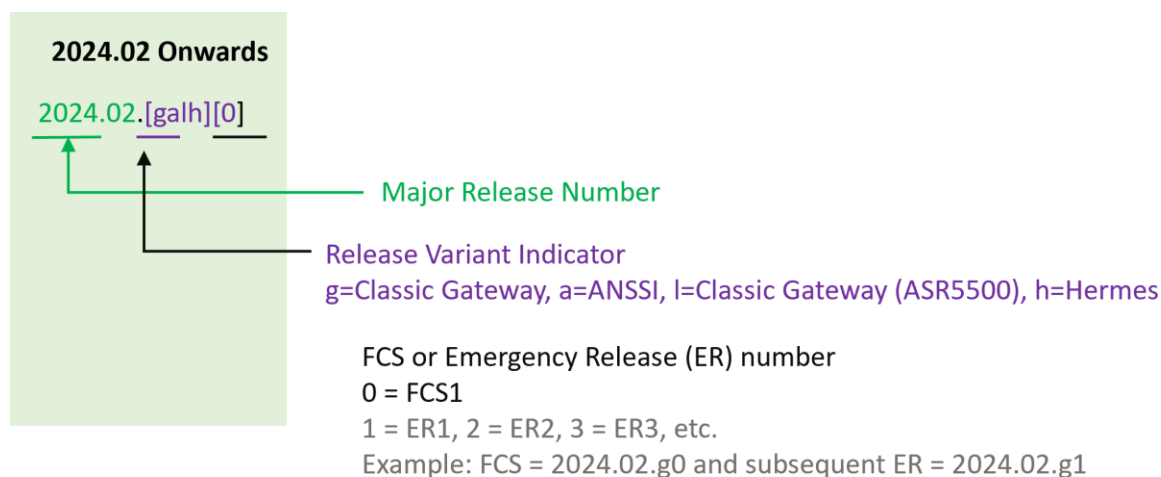 2024.02 Onwards
2024.02.[galh][0]
Major Release Number
Release Variant Indicator
g=Classic Gateway, a=ANSSI, l=Classic Gateway (ASR5500), h=Hermes
FCS or Emergency Release (ER) number
0 = FCS1
1 = ER1, 2 = ER2, 3 = ER3, etc.
Example: FCS = 2024.02.g0 and subsequent ER = 2024.02.g1